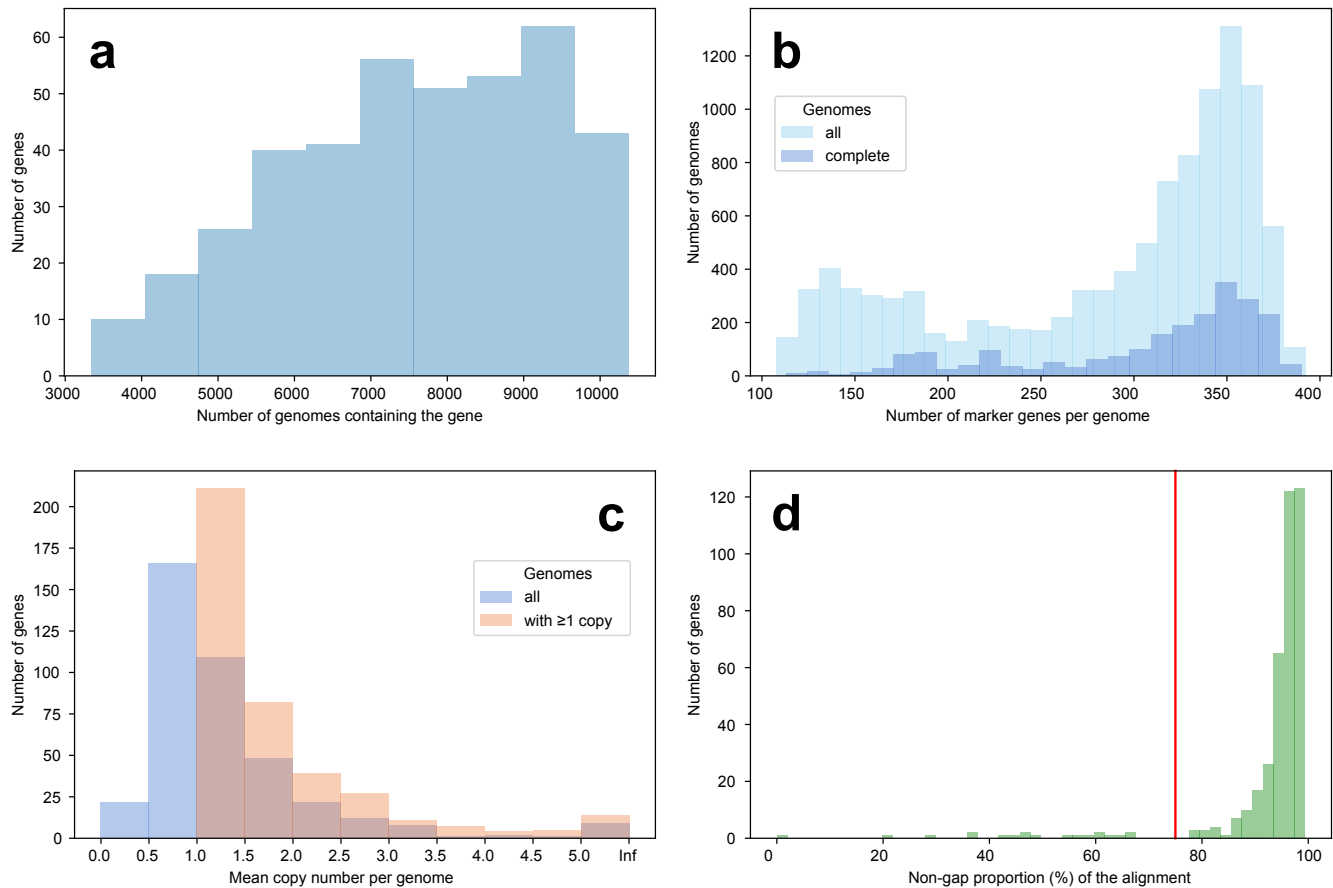 a
60
50
40
30
20
10
0
Number of genes
3000 4000 5000 6000 7000 8000 9000 10000
Number of genomes containing the gene
b
1200
1000
800
600
400
200
0
Number of genomes
Genomes
all
complete
100 150 200 250 300 350 400
Number of marker genes per genome
c
200
175
150
125
100
75
50
25
0
Number of genes
Genomes
all
with ≥1 copy
0.0 0.5 1.0 1.5 2.0 2.5 3.0 3.5 4.0 4.5 5.0 Inf
Mean copy number per genome
d
120
100
80
60
40
20
0
Number of genes
0 20 40 60 80 100
Non-gap proportion (%) of the alignment